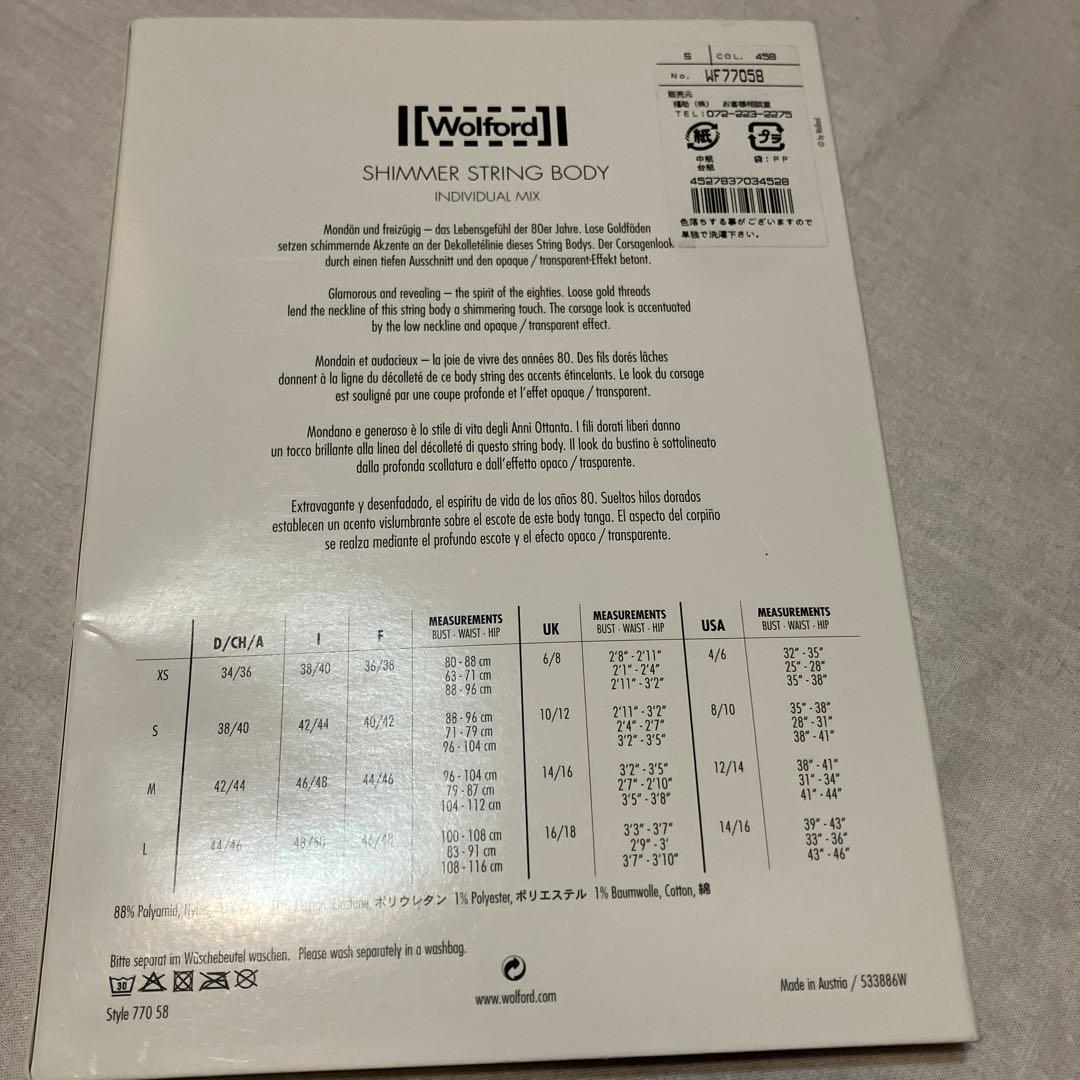 S COL. 458
No. WF77058
販売元
福助（株） お客様相談室
TEL:072-223-2275
紙 プラ
中紙 台紙 袋:PP
4527837034528
色落ちする事がございますので
単独で洗濯下さい。
© by Wolford
[Wolford]
SHIMMER STRING BODY
INDIVIDUAL MIX
Mondän und freizügig – das Lebensgefühl der 80er Jahre. Lose Goldfäden
setzen schimmernde Akzente an der Dekolletélinie dieses String Bodys. Der Corsagenlook
durch einen tiefen Ausschnitt und den opaque / transparent-Effekt betont.
Glamorous and revealing – the spirit of the eighties. Loose gold threads
lend the neckline of this string body a shimmering touch. The corsage look is accentuated
by the low neckline and opaque / transparent effect.
Mondain et audacieux – la joie de vivre des années 80. Des fils dorés lâches
donnent à la ligne du décolleté de ce body string des accents étincelants. Le look du corsage
est souligné par une coupe profonde et l'effet opaque / transparent.
Mondano e generoso è lo stile di vita degli Anni Ottanta. I fili dorati liberi danno
un tocco brillante alla linea del décolleté di questo string body. Il look da bustino è sottolineato
dalla profonda scollatura e dall'effetto opaco / trasparente.
Extravagante y desenfadado, el espíritu de vida de los años 80. Sueltos hilos dorados
establecen un acento vislumbrante sobre el escote de este body tanga. El aspecto del corpiño
se realza mediante el profundo escote y el efecto opaco / transparente.
D/CH/A I F MEASUREMENTS BUST · WAIST · HIP UK MEASUREMENTS BUST · WAIST · HIP USA MEASUREMENTS BUST · WAIST · HIP
XS 34/36 38/40 36/38 80 - 88 cm 6/8 2'8" - 2'11" 4/6 32" - 35"
63 - 71 cm 2'1" - 2'4" 25" - 28"
88 - 96 cm 2'11" - 3'2" 35" - 38"
S 38/40 42/44 40/42 88 - 96 cm 10/12 2'11" - 3'2" 8/10 35" - 38"
71 - 79 cm 2'4" - 2'7" 28" - 31"
96 - 104 cm 3'2" - 3'5" 38" - 41"
M 42/44 46/48 44/46 96 - 104 cm 14/16 3'2" - 3'5" 12/14 38" - 41"
79 - 87 cm 2'7" - 2'10" 31" - 34"
104 - 112 cm 3'5" - 3'8" 41" - 44"
L 44/46 48/50 46/48 100 - 108 cm 16/18 3'3" - 3'7" 14/16 39" - 43"
83 - 91 cm 2'9" - 3' 33" - 36"
108 - 116 cm 3'7" - 3'10" 43" - 46"
88% Polyamid, Elastane, ポリウレタン 1% Polyester, ポリエステル 1% Baumwolle, Cotton, 綿
Bitte separat im Wäschebeutel waschen. Please wash separately in a washbag.
30
Style 770 58
www.wolford.com
Made in Austria / 533886W